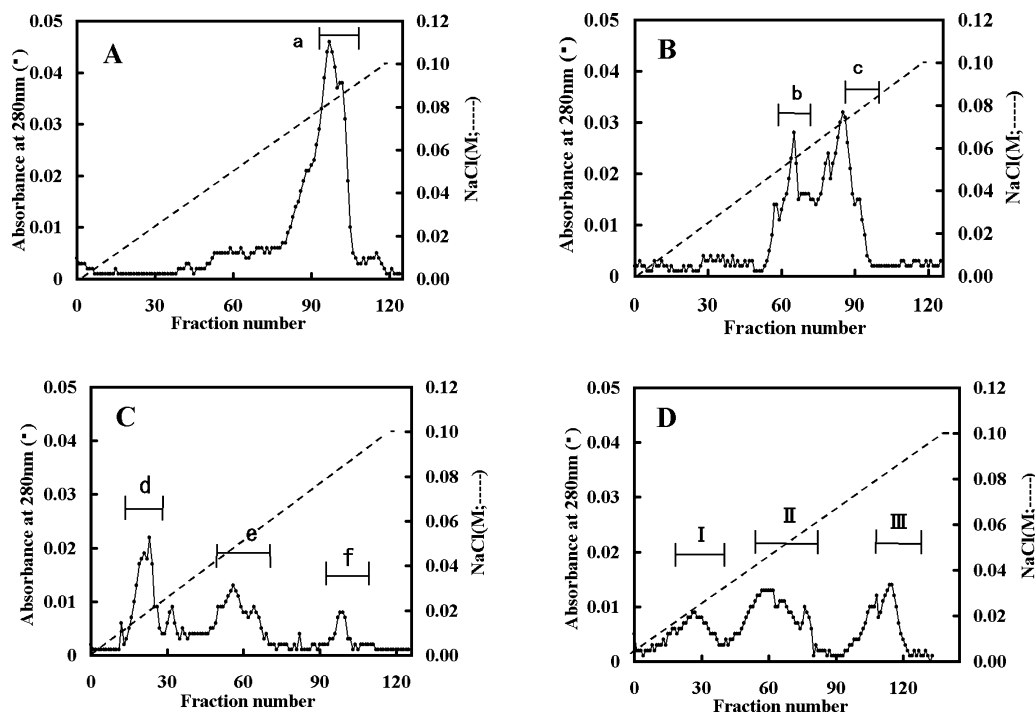 A
a
Absorbance at 280nm (▪)
0.05
0.04
0.03
0.02
0.01
0
0.12
0.10
0.08
0.06
0.04
0.02
0.00
NaCl(M;----)
0 30 60 90 120
Fraction number
B
b
c
Absorbance at 280nm (▪)
0.05
0.04
0.03
0.02
0.01
0
0.12
0.10
0.08
0.06
0.04
0.02
0.00
NaCl(M;----)
0 30 60 90 120
Fraction number
C
d
e
f
Absorbance at 280nm (▪)
0.05
0.04
0.03
0.02
0.01
0
0.12
0.10
0.08
0.06
0.04
0.02
0.00
NaCl(M;----)
0 30 60 90 120
Fraction number
D
Ⅰ
Ⅱ
Ⅲ
Absorbance at 280nm (▪)
0.05
0.04
0.03
0.02
0.01
0
0.12
0.10
0.08
0.06
0.04
0.02
0.00
NaCl(M;----)
0 30 60 90 120
Fraction number